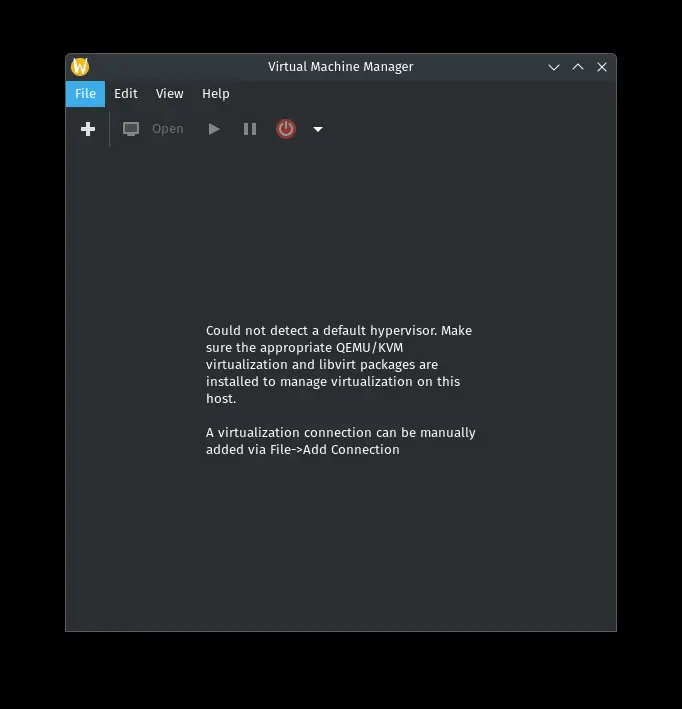 Virtual Machine Manager
File Edit View Help
Open
Could not detect a default hypervisor. Make
sure the appropriate QEMU/KVM
virtualization and libvirt packages are
installed to manage virtualization on this
host.
A virtualization connection can be manually
added via File->Add Connection